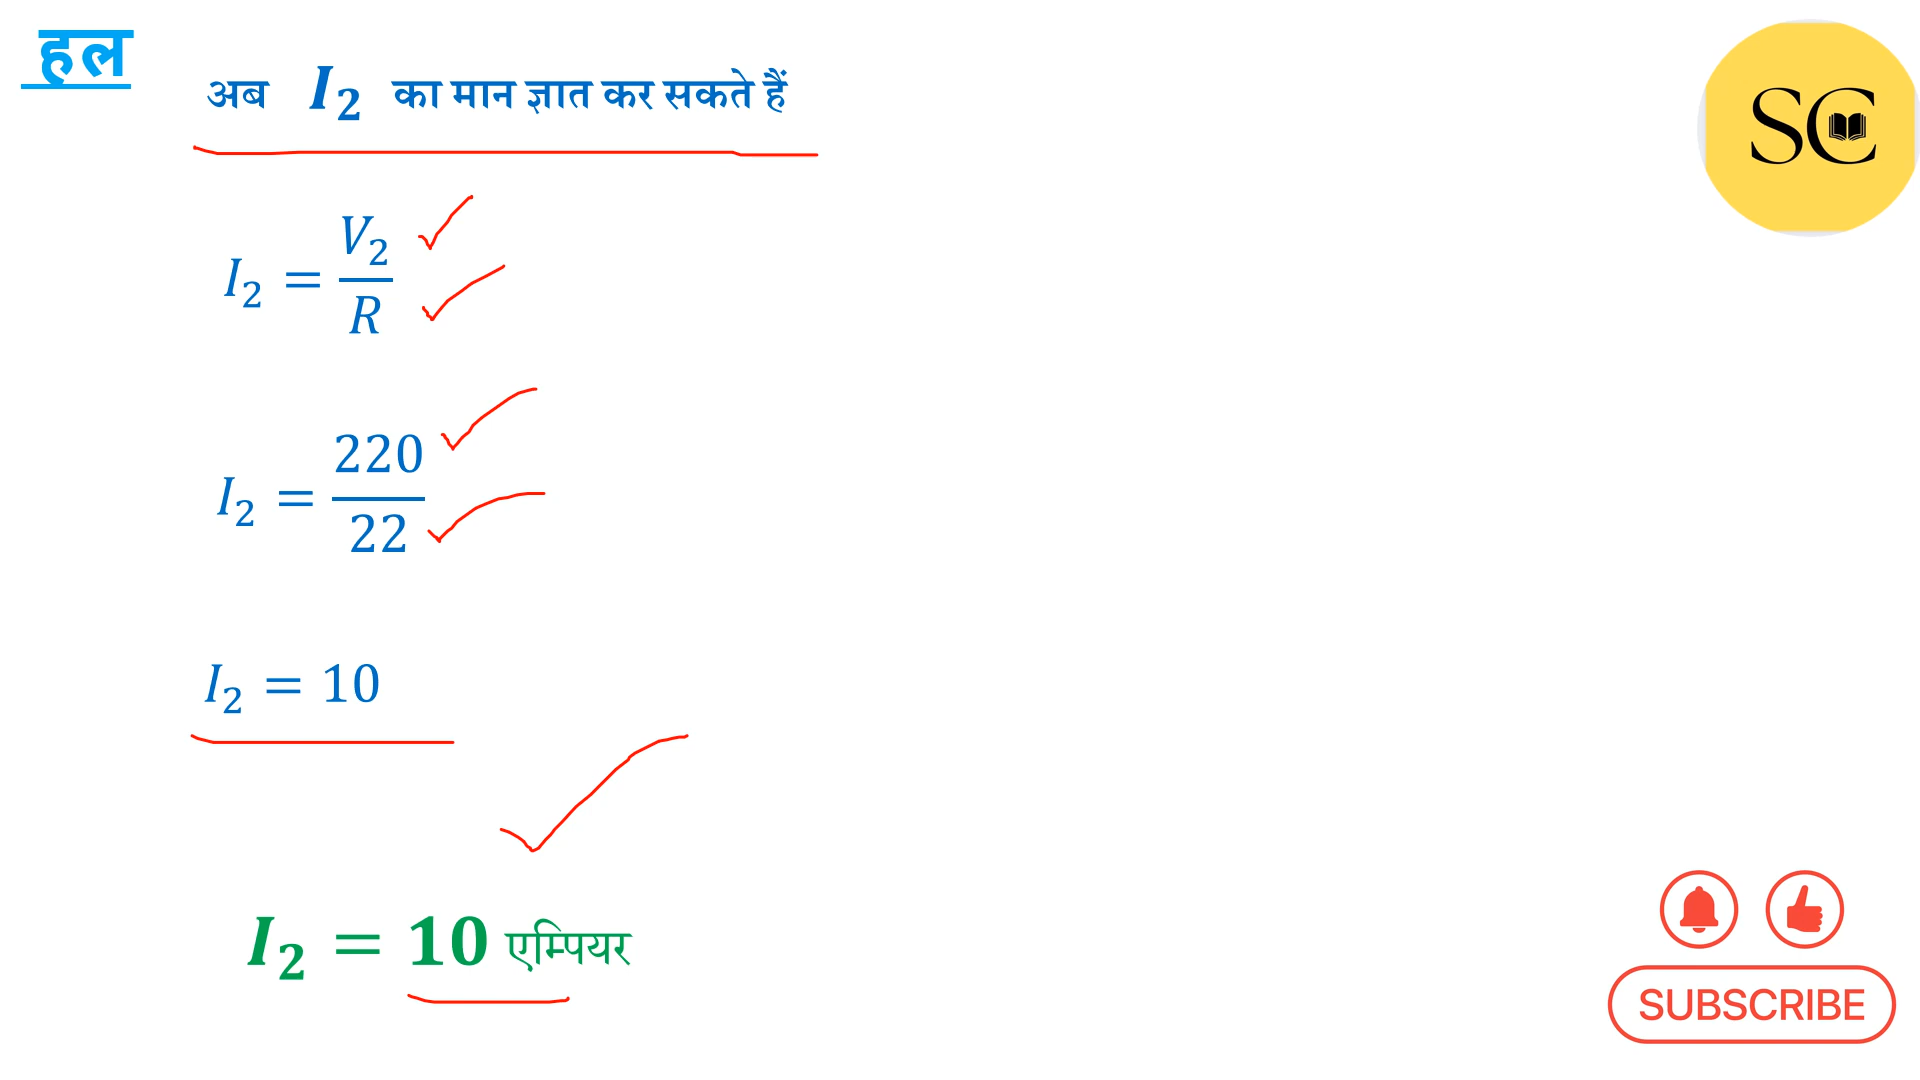 हल
अब I₂ का मान ज्ञात कर सकते हैं
SC
I₂ = V₂/R
I₂ = 220/22
I₂ = 10
I₂ = 10 एम्पियर
SUBSCRIBE